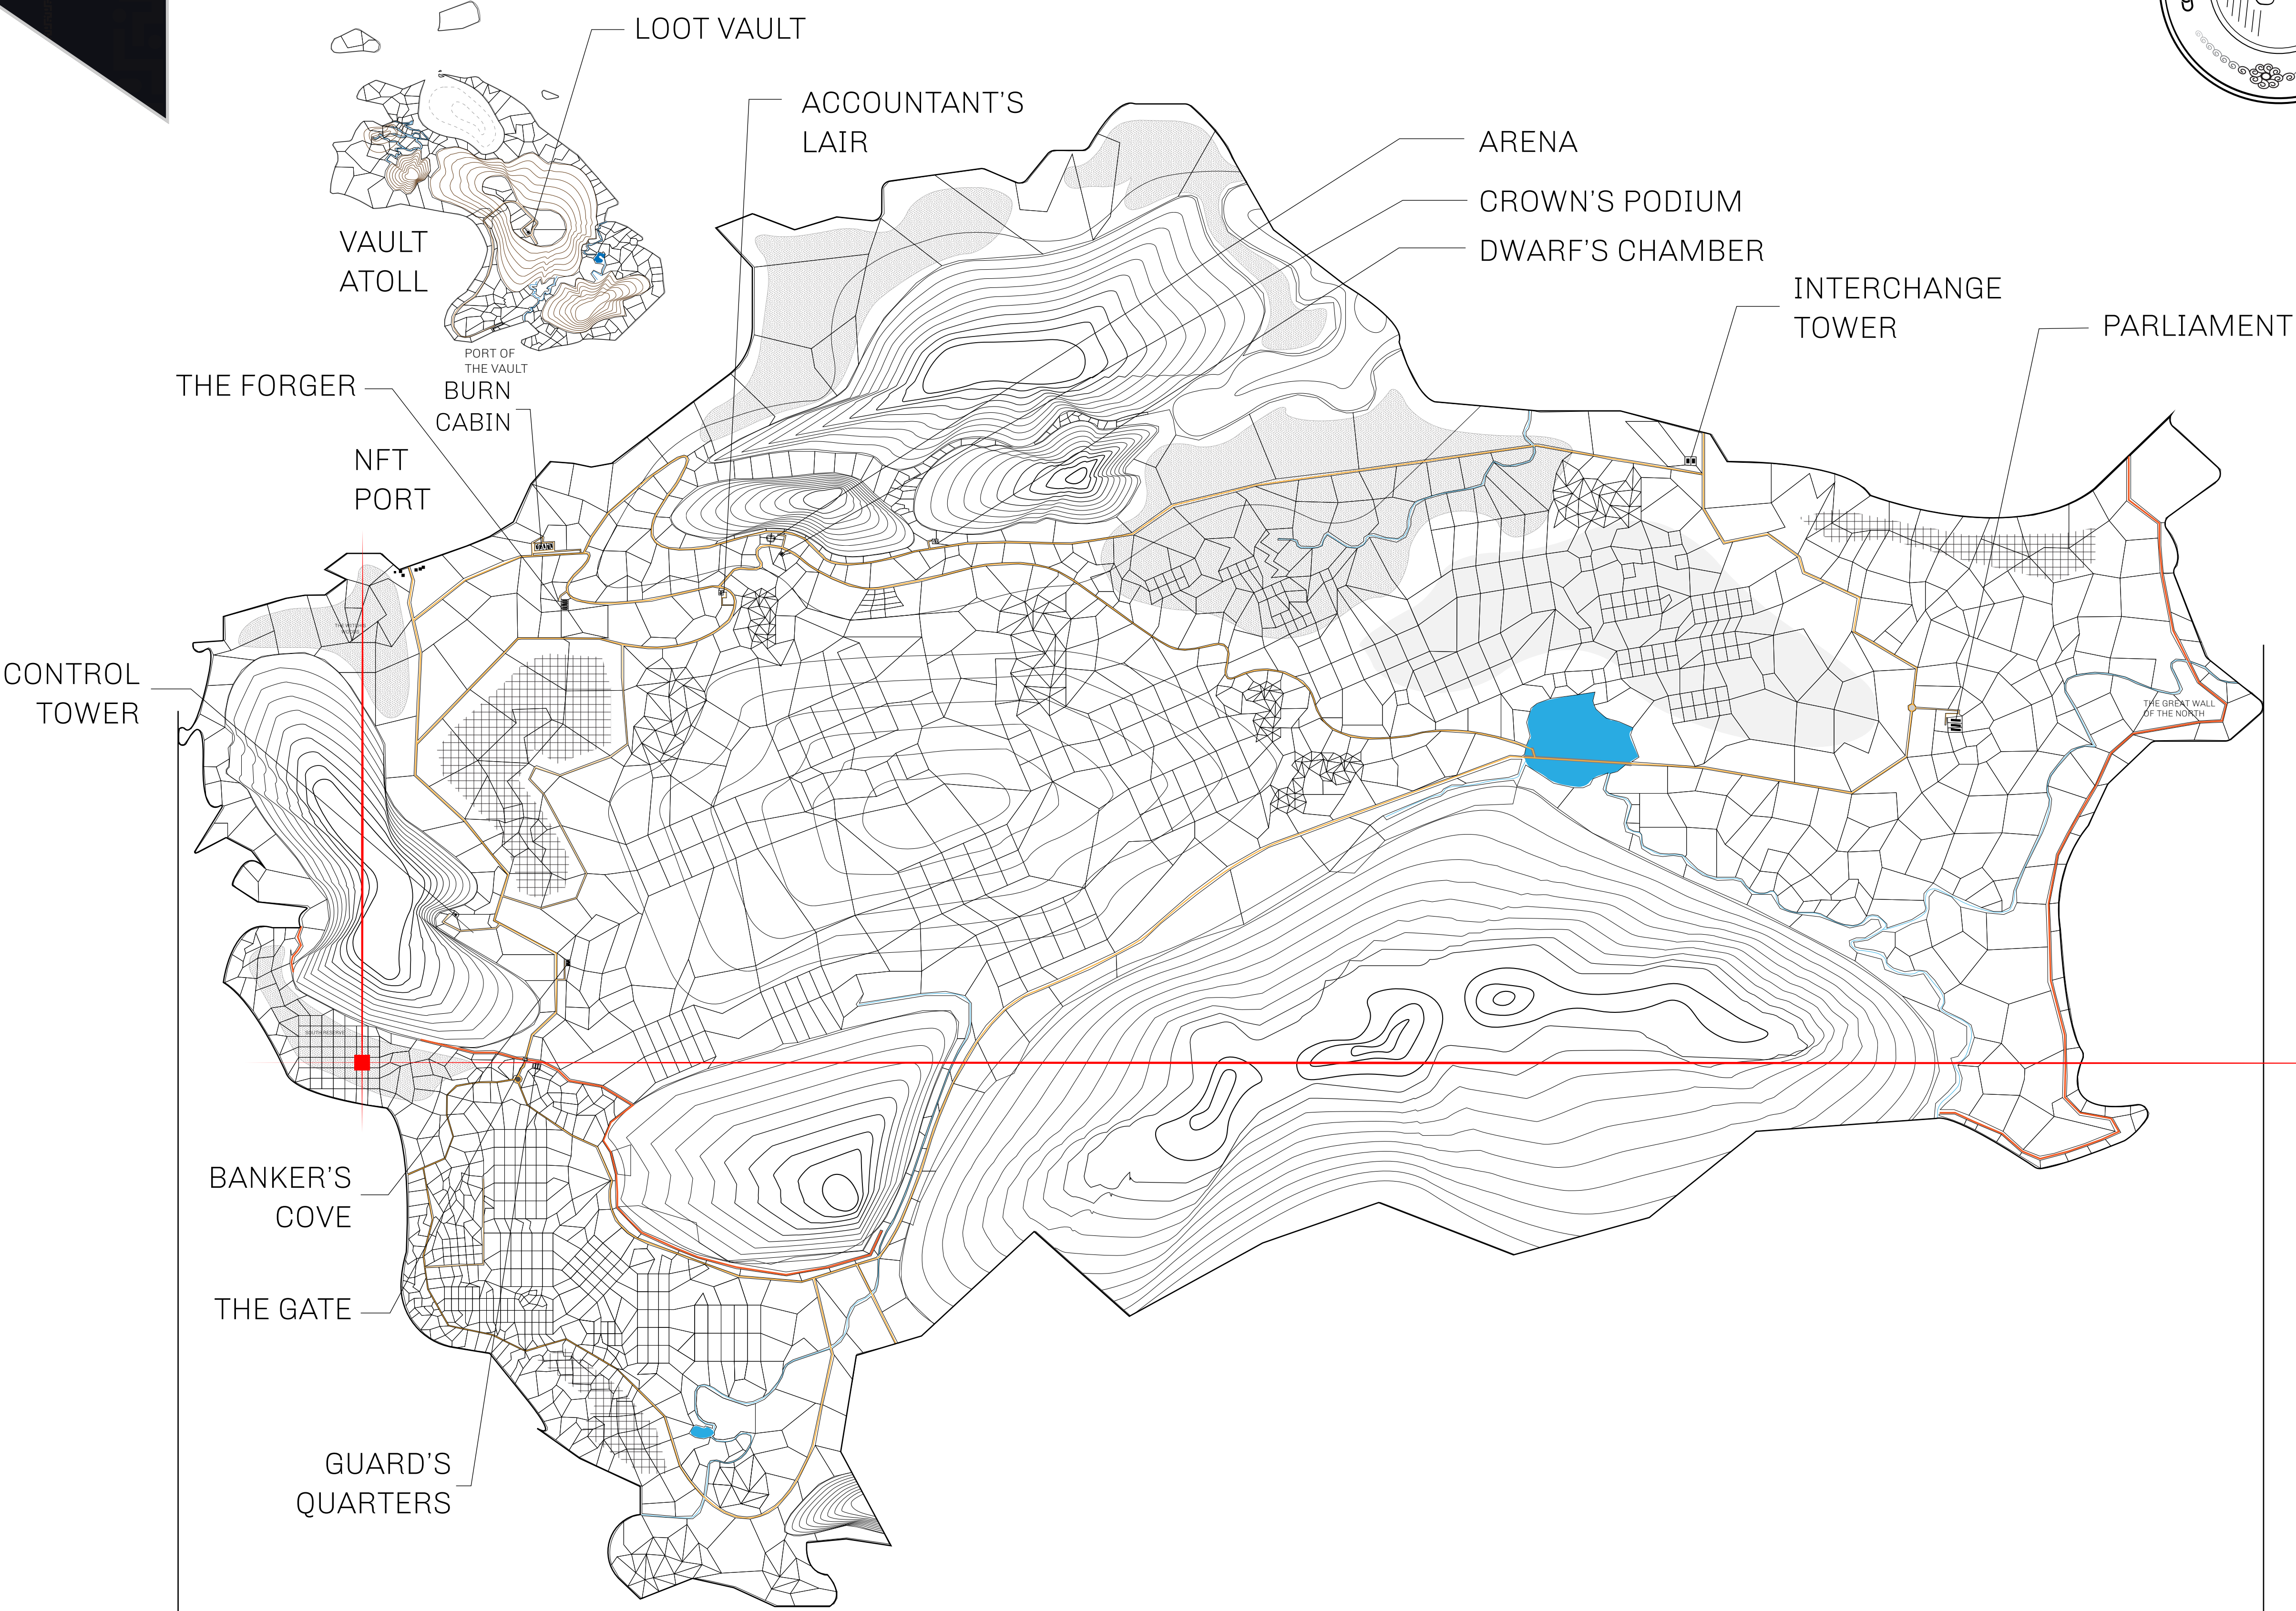 LOOT VAULT
ACCOUNTANT'S
LAIR
ARENA
CROWN'S PODIUM
DWARF'S CHAMBER
VAULT
ATOLL
INTERCHANGE
TOWER
PARLIAMENT
PORT OF
THE VAULT
THE FORGER
BURN
CABIN
NFT
PORT
CONTROL
TOWER
THE GREAT WALL
OF THE NORTH
SOUTH RESERVE
BANKER'S
COVE
THE GATE
GUARD'S
QUARTERS